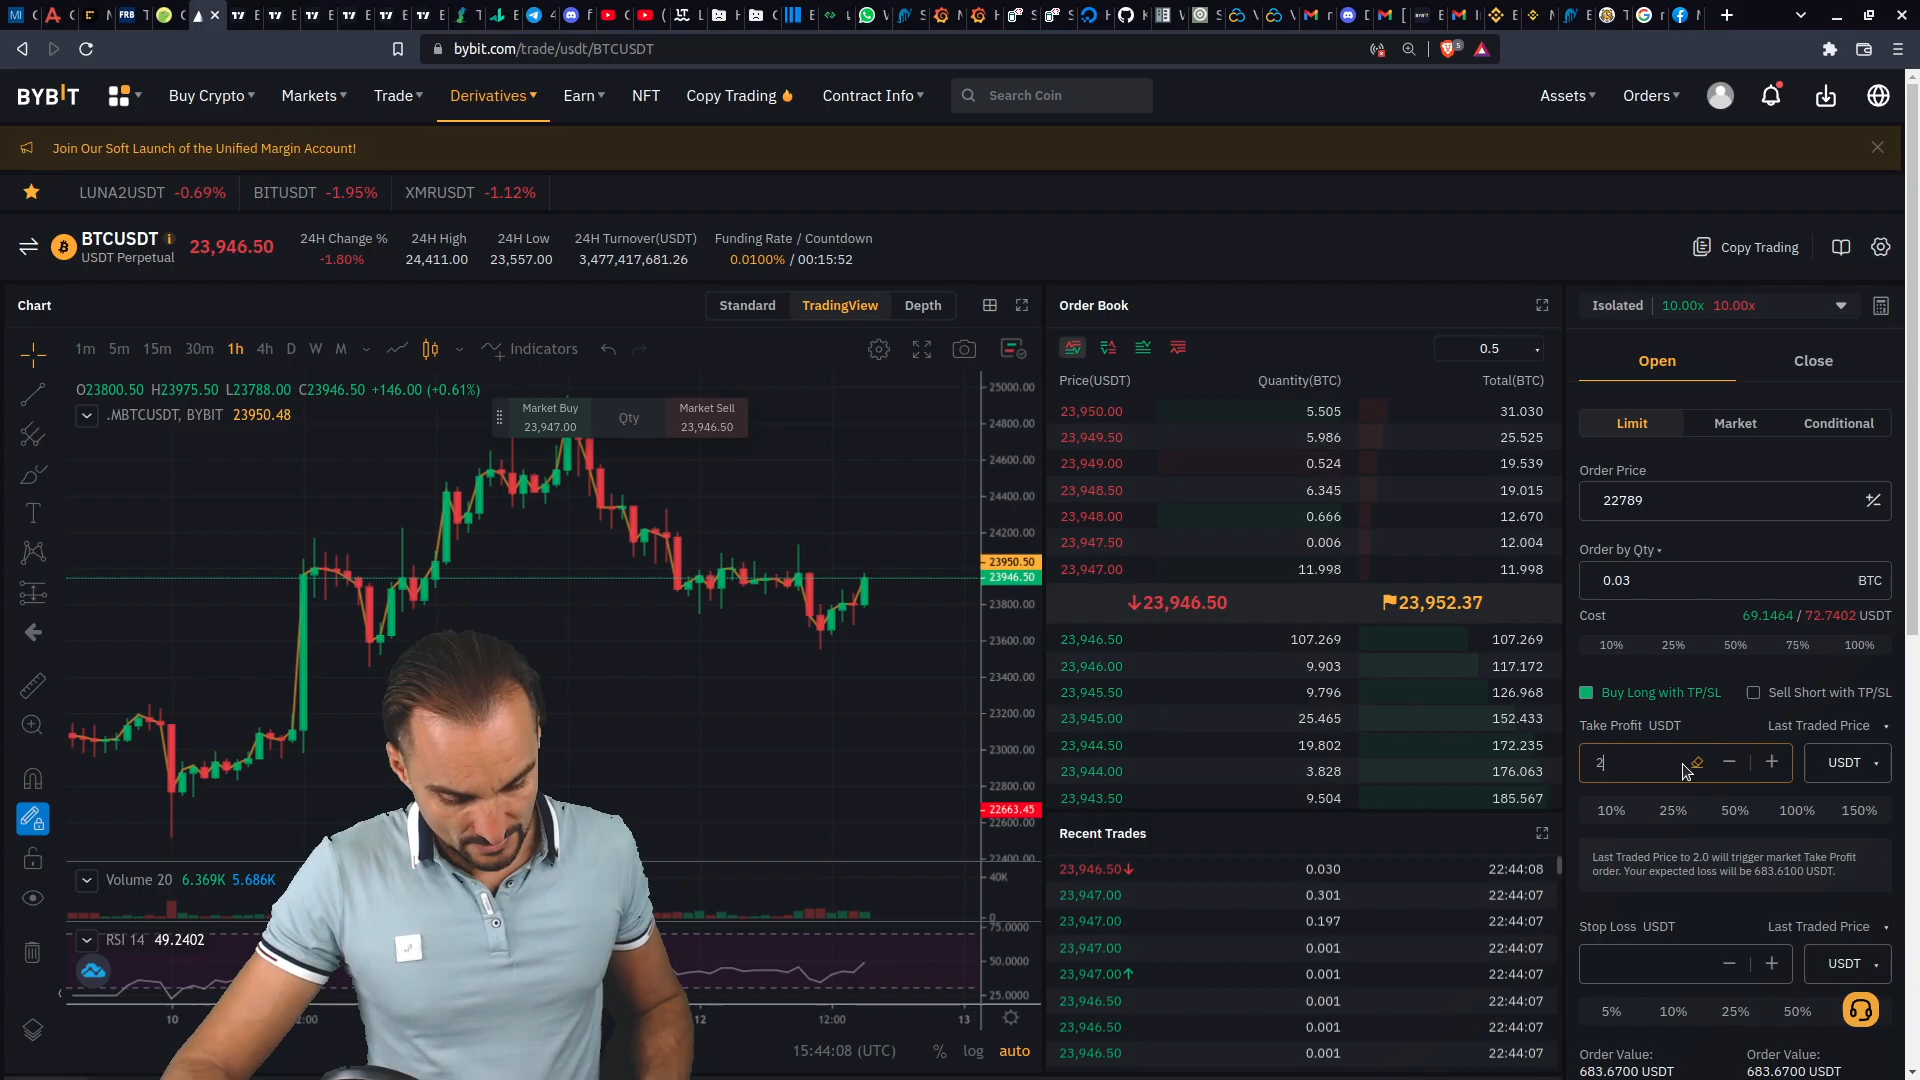 bybit.com/trade/usdt/BTCUSDT
BYBIT
Buy Crypto
Markets
Trade
Derivatives
Earn
NFT
Copy Trading
Contract Info
Search Coin
Assets
Orders
Join Our Soft Launch of the Unified Margin Account!
LUNA2USDT -0.69%
BITUSDT -1.95%
XMRUSDT -1.12%
BTCUSDT
USDT Perpetual
23,946.50
24H Change %
-1.80%
24H High
24,411.00
24H Low
23,557.00
24H Turnover(USDT)
3,477,417,681.26
Funding Rate / Countdown
0.0100% / 00:15:52
Copy Trading
Chart
Standard
TradingView
Depth
1m 5m 15m 30m 1h 4h D W M
Indicators
O23800.50 H23975.50 L23788.00 C23946.50 +146.00 (+0.61%)
.MBTCUSDT, BYBIT 23950.48
Market Buy
23,947.00
Qty
Market Sell
23,946.50
25000.00
24800.00
24600.00
24400.00
24200.00
23950.50
23946.50
23800.00
23600.00
23400.00
23200.00
23000.00
22800.00
22663.45
22600.00
22400.00
Volume 20 6.369K 5.686K
40K
0
RSI 14 49.2402
75.0000
50.0000
25.0000
10
2:00
12
12:00
13
15:44:08 (UTC)
%
log
auto
Order Book
0.5
Price(USDT) Quantity(BTC) Total(BTC)
23,950.00 5.505 31.030
23,949.50 5.986 25.525
23,949.00 0.524 19.539
23,948.50 6.345 19.015
23,948.00 0.666 12.670
23,947.50 0.006 12.004
23,947.00 11.998 11.998
23,946.50 23,952.37
23,946.50 107.269 107.269
23,946.00 9.903 117.172
23,945.50 9.796 126.968
23,945.00 25.465 152.433
23,944.50 19.802 172.235
23,944.00 3.828 176.063
23,943.50 9.504 185.567
Recent Trades
23,946.50 0.030 22:44:08
23,947.00 0.301 22:44:07
23,947.00 0.197 22:44:07
23,947.00 0.001 22:44:07
23,947.00 0.001 22:44:07
23,946.50 0.001 22:44:07
23,946.50 0.001 22:44:07
23,946.50 0.001 22:44:07
Isolated 10.00x 10.00x
Open
Close
Limit
Market
Conditional
Order Price
22789
Order by Qty
0.03 BTC
Cost 69.1464 / 72.7402 USDT
10% 25% 50% 75% 100%
Buy Long with TP/SL
Sell Short with TP/SL
Take Profit USDT
Last Traded Price
2
USDT
10% 25% 50% 100% 150%
Last Traded Price to 2.0 will trigger market Take Profit
order. Your expected loss will be 683.6100 USDT.
Stop Loss USDT
Last Traded Price
USDT
5% 10% 25% 50%
Order Value: Order Value:
683.6700 USDT 683.6700 USDT